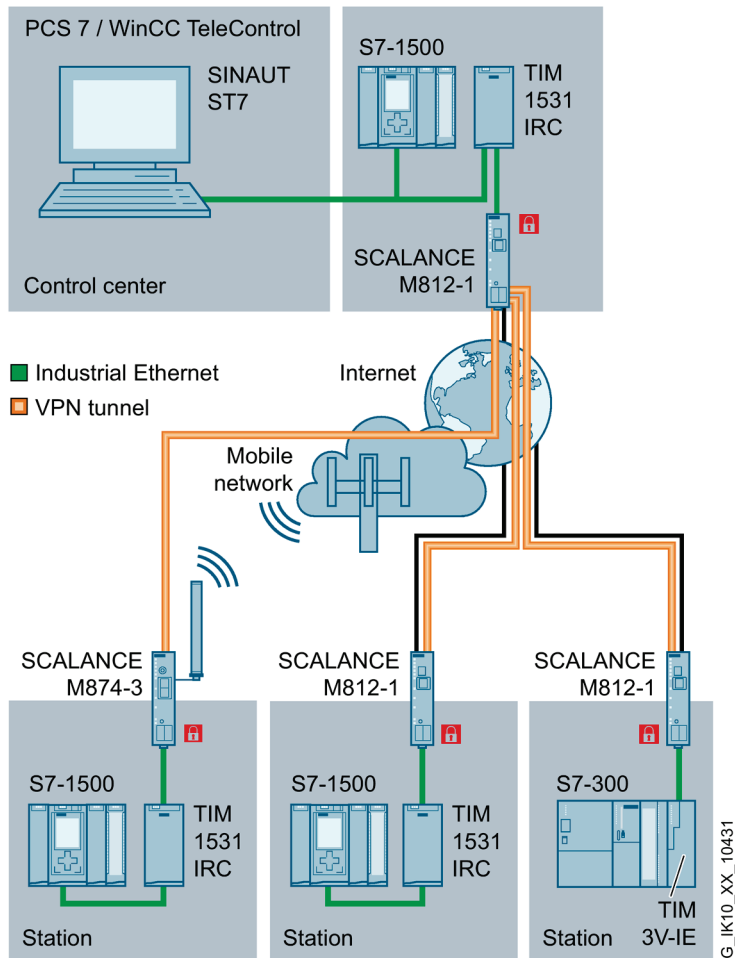 PCS 7 / WinCC TeleControl
SINAUT
ST7
Control center
S7-1500
TIM
1531
IRC
SCALANCE
M812-1
Industrial Ethernet
VPN tunnel
Internet
Mobile
network
SCALANCE
M874-3
S7-1500
TIM
1531
IRC
Station
SCALANCE
M812-1
S7-1500
TIM
1531
IRC
Station
SCALANCE
M812-1
S7-300
TIM
3V-IE
Station
G_IK10_XX_10431